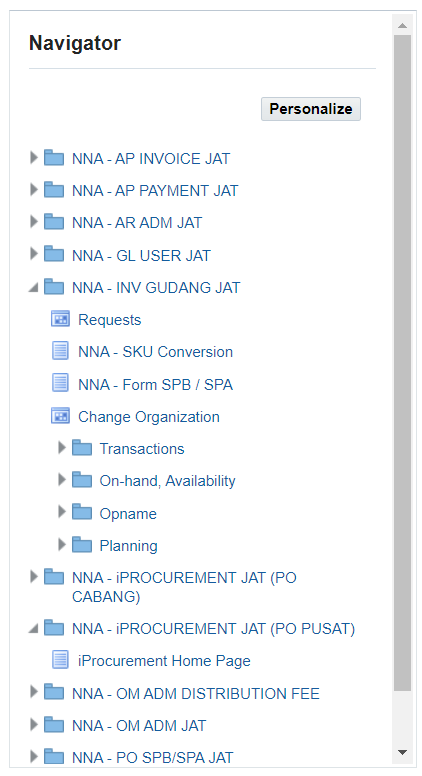 Navigator
Personalize
NNA - AP INVOICE JAT
NNA - AP PAYMENT JAT
NNA - AR ADM JAT
NNA - GL USER JAT
NNA - INV GUDANG JAT
Requests
NNA - SKU Conversion
NNA - Form SPB / SPA
Change Organization
Transactions
On-hand, Availability
Opname
Planning
NNA - iPROCUREMENT JAT (PO
CABANG)
NNA - iPROCUREMENT JAT (PO PUSAT)
iProcurement Home Page
NNA - OM ADM DISTRIBUTION FEE
NNA - OM ADM JAT
NNA - PO SPB/SPA JAT